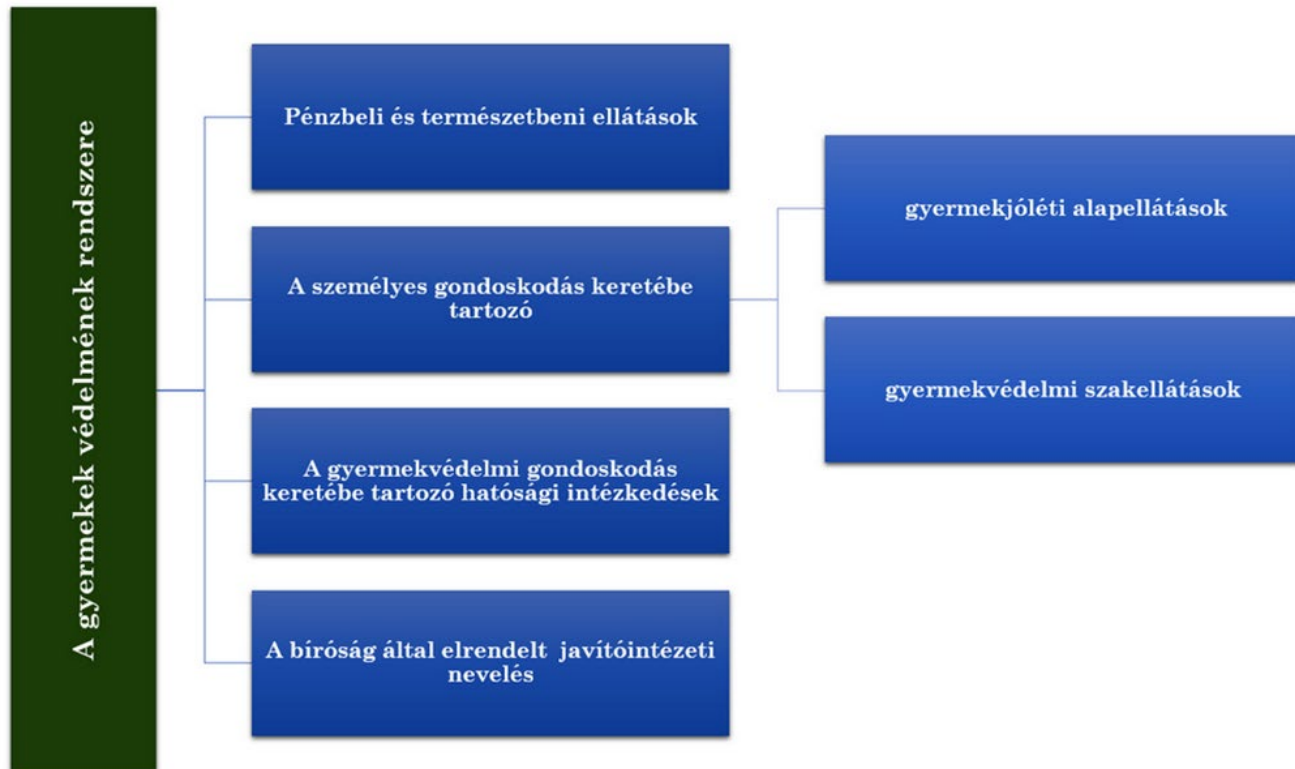 A gyermekek védelmének rendszere
Pénzbeli és természetbeni ellátások
A személyes gondoskodás keretébe
tartozó
gyermekjóléti alapellátások
gyermekvédelmi szakellátások
A gyermekvédelmi gondoskodás
keretébe tartozó hatósági intézkedések
A bíróság által elrendelt javítóintézeti
nevelés